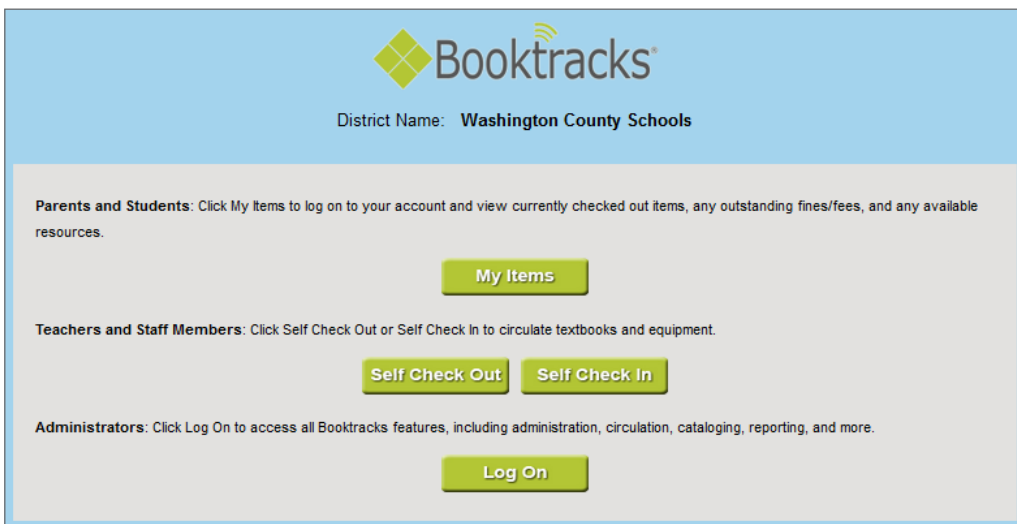 Booktracks®
District Name: Washington County Schools
Parents and Students: Click My Items to log on to your account and view currently checked out items, any outstanding fines/fees, and any available
resources.
My Items
Teachers and Staff Members: Click Self Check Out or Self Check In to circulate textbooks and equipment.
Self Check Out Self Check In
Administrators: Click Log On to access all Booktracks features, including administration, circulation, cataloging, reporting, and more.
Log On